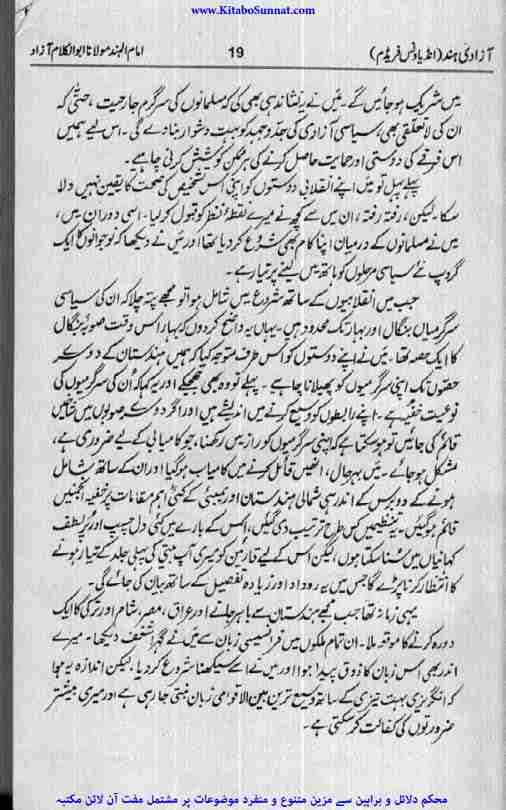 www.KitaboSunnat.com
آزادیٔ ہند (انڈیا ونس فریڈم) 19 امام الہند مولانا ابوالکلام آزاد
میں شریک ہو جائیں گے۔ میں نے یہ نشاندہی بھی کی کہ مسلمانوں کی سرگرم جارحیت، حتیٰ کہ
ان کی لاتعلقی بھی سیاسی آزادی کی جدوجہد کو بہت دشوار بنا دے گی۔ اس لیے ہمیں
اس فرقے کی دوستی اور حمایت حاصل کرنے کی ہر ممکن کوشش کرنی چاہیے۔
پہلے پہل تو میں اپنے انقلابی دوستوں کو اپنی اس تشخیص کی صحت کا یقین نہیں دلا
سکا۔ لیکن، رفتہ رفتہ، ان میں سے کچھ نے میرے نقطۂ نظر کو قبول کر لیا۔ اسی دوران میں،
میں نے مسلمانوں کے درمیان اپنا کام بھی شروع کر دیا تھا اور میں نے دیکھا کہ نوجوانوں کا ایک
گروپ نئے سیاسی مرحلوں کو ہاتھ میں لینے پر تیار ہے۔
جب میں انقلابیوں کے ساتھ شروع میں شامل ہوا تو مجھے پتہ چلا کہ ان کی سیاسی
سرگرمیاں بنگال اور بہار تک محدود ہیں۔ یہاں یہ واضح کر دوں کہ بہار اس وقت صوبۂ بنگال
کا ایک حصہ تھا۔ میں نے اپنے دوستوں کو اس طرف متوجہ کیا کہ ہمیں ہندستان کے دوسرے
حصوں تک اپنی سرگرمیوں کو پھیلانا چاہیے۔ پہلے تو وہ بھی جھجکے اور یہ کہا کہ اُن کی سرگرمیوں کی
نوعیت خفیہ ہے۔ اپنے رابطوں کو وسیع کرنے میں اندیشے ہیں اور اگر دوسرے صوبوں میں شاخیں
قائم کی جائیں تو ہو سکتا ہے کہ اپنی سرگرمیوں کو راز میں رکھنا، جو کامیابی کے لیے ضروری ہے،
مشکل ہو جائے۔ میں بہرحال، انھیں قائل کرنے میں کامیاب ہو گیا اور ان کے ساتھ شامل
ہونے کے دو برس کے اندر ہی شمالی ہندستان اور بمبئی کے کئی اہم مقامات پر خفیہ انجمنیں
قائم ہو گئیں۔ یہ تنظیمیں کس طرح ترتیب دی گئیں، اس کے بارے میں کئی دل چسپ اور پُرلطف
کہانیاں میں سنا سکتا ہوں، لیکن اس کے لیے قارئین کو میری آپ بیتی کی پہلی جلد کے تیار ہونے
کا انتظار کرنا پڑے گا جس میں یہ روداد اور زیادہ تفصیل کے ساتھ بیان کی جائے گی۔
یہی زمانہ تھا جب مجھے ہندستان سے باہر جانے اور عراق، مصر، شام اور ترکی کا ایک
دورہ کرنے کا موقعہ ملا۔ ان تمام ملکوں میں فرانسیسی زبان سے میں نے گہرا شغف دیکھا۔ میرے
اندر بھی اس زبان کا ذوق پیدا ہوا اور میں نے اسے سیکھنا شروع کر دیا۔ لیکن اندازہ یہ ہوا
کہ انگریزی بہت تیزی کے ساتھ وسیع ترین بین الاقوامی زبان بنتی جا رہی ہے اور میری بیشتر
ضرورتوں کی کفالت کر سکتی ہے۔
محکم دلائل و براہین سے مزین متنوع و منفرد موضوعات پر مشتمل مفت آن لائن مکتبہ